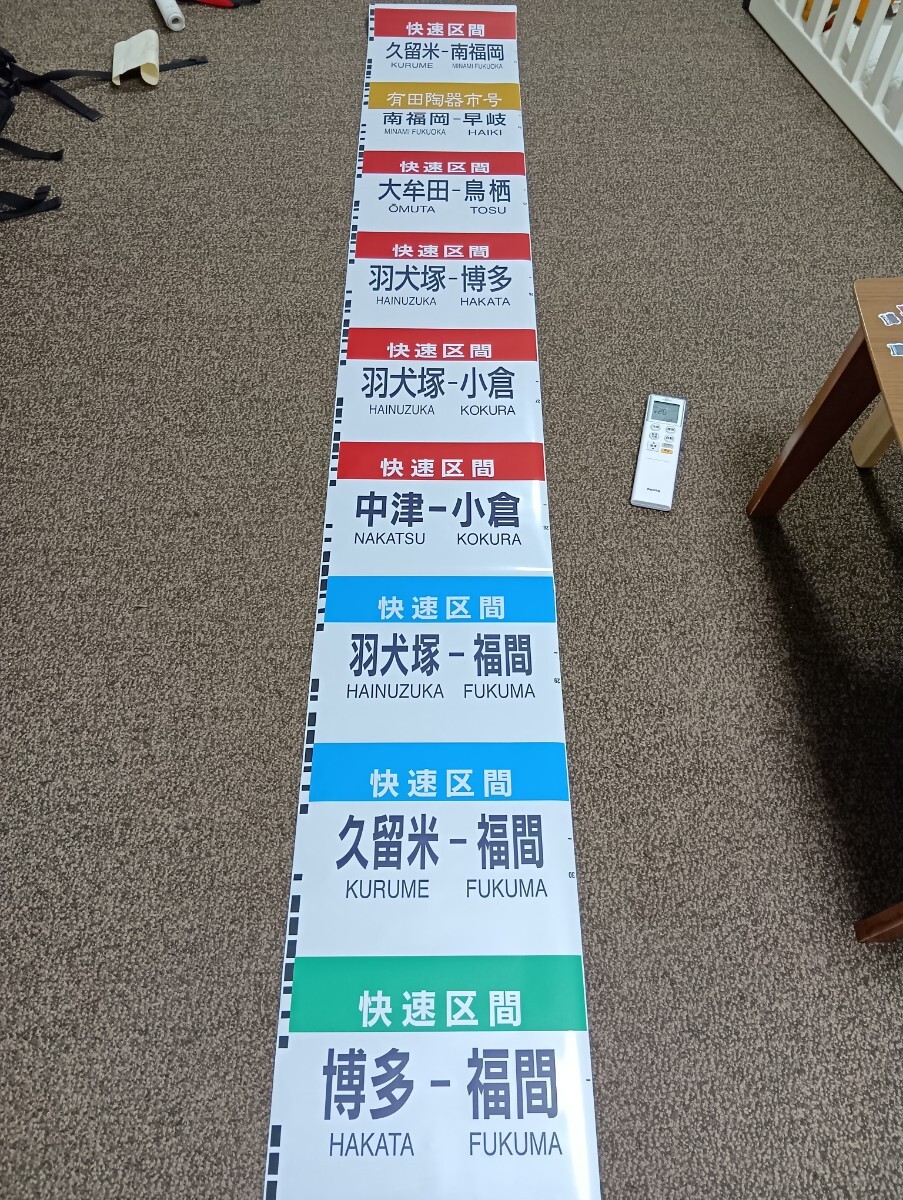 快速区間
久留米-南福岡
KURUME MINAMI FUKUOKA
有田陶器市号
南福岡-早岐
MINAMI FUKUOKA HAIKI
快速区間
大牟田-鳥栖
ŌMUTA TOSU
快速区間
羽犬塚-博多
HAINUZUKA HAKATA
快速区間
羽犬塚-小倉
HAINUZUKA KOKURA
快速区間
中津-小倉
NAKATSU KOKURA
快速区間
羽犬塚-福間
HAINUZUKA FUKUMA
29
快速区間
久留米-福間
KURUME FUKUMA
30
快速区間
博多-福間
HAKATA FUKUMA